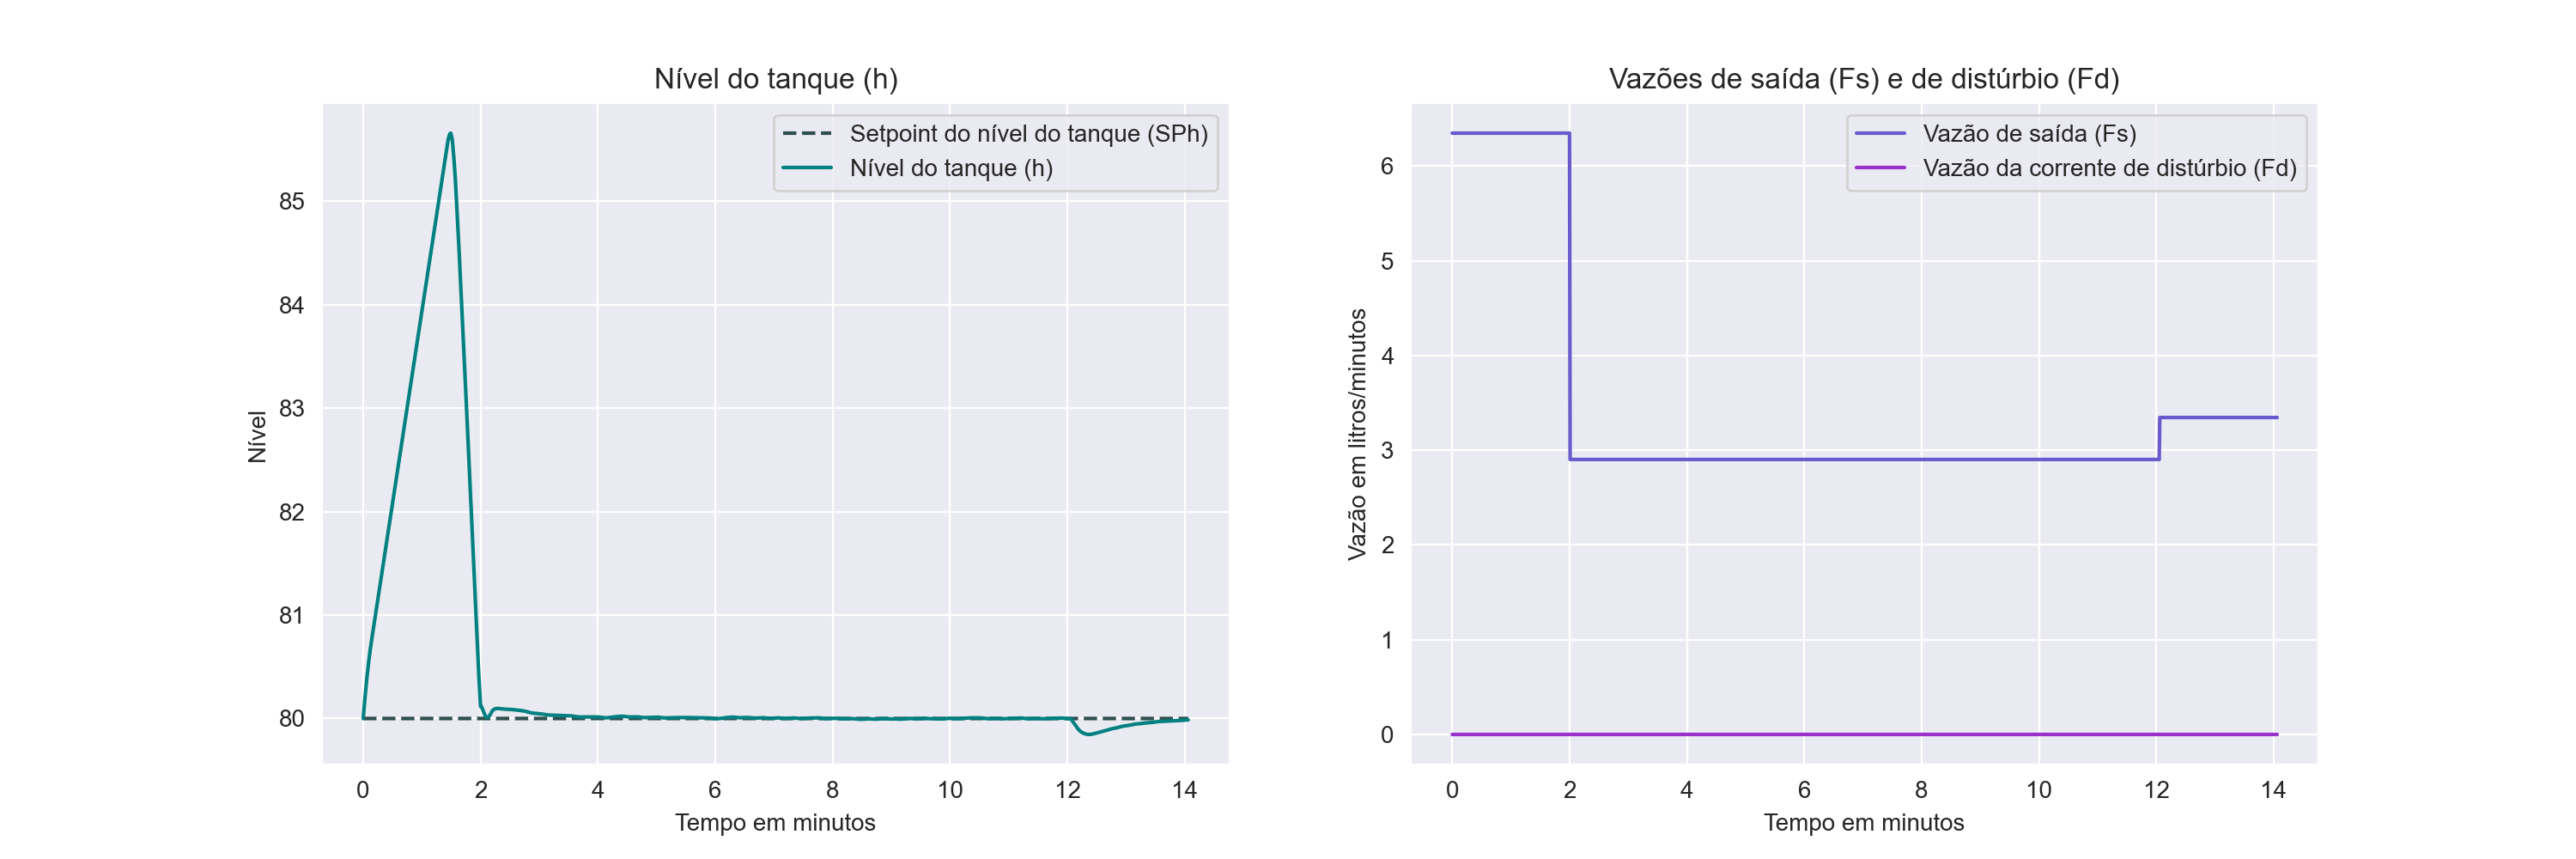 Nível do tanque (h)
Setpoint do nível do tanque (SPh)
Nível do tanque (h)
85
84
83
82
81
80
Nível
0 2 4 6 8 10 12 14
Tempo em minutos
Vazões de saída (Fs) e de distúrbio (Fd)
Vazão de saída (Fs)
Vazão da corrente de distúrbio (Fd)
6
5
4
3
2
1
0
Vazão em litros/minutos
0 2 4 6 8 10 12 14
Tempo em minutos